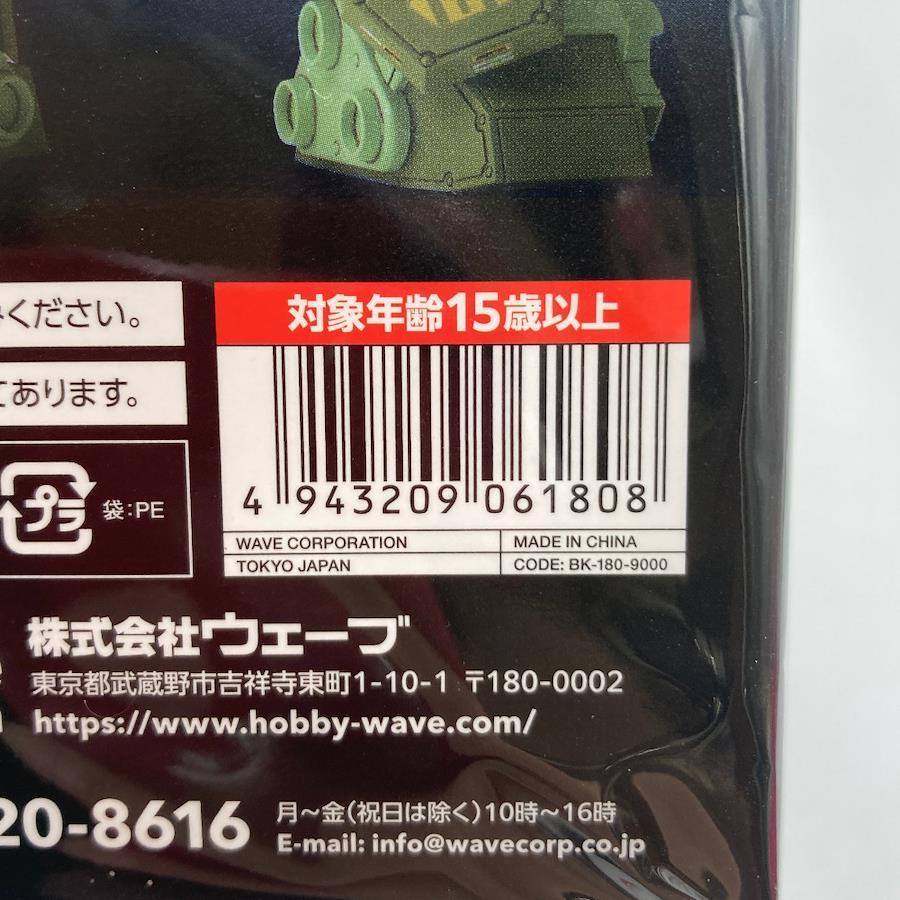 ください。
対象年齢15歳以上
てあります。
プラ
袋:PE
4 943209 061808
WAVE CORPORATION
MADE IN CHINA
TOKYO JAPAN
CODE: BK-180-9000
株式会社ウェーブ
東京都武蔵野市吉祥寺東町1-10-1 〒180-0002
https://www.hobby-wave.com/
20-8616
月～金(祝日は除く)10時～16時
E-mail: info@wavecorp.co.jp